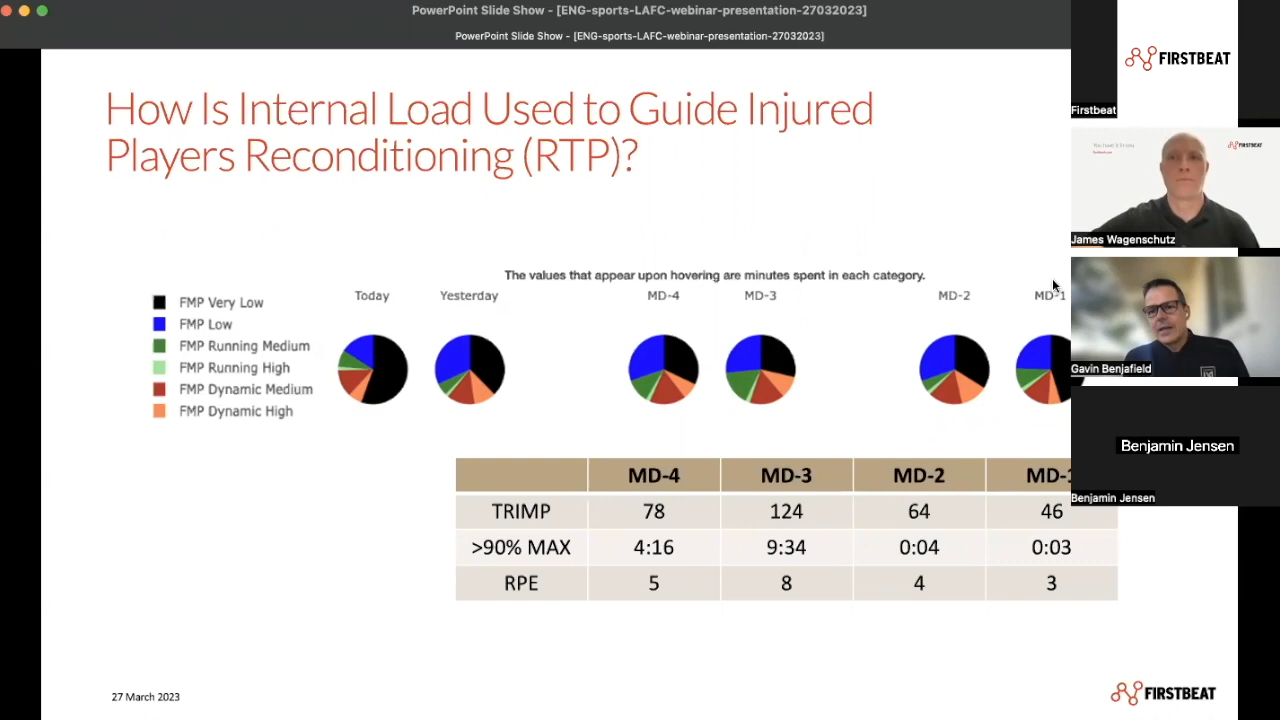 PowerPoint Slide Show - [ENG-sports-LAFC-webinar-presentation-27032023]
PowerPoint Slide Show - [ENG-sports-LAFC-webinar-presentation-27032023]
How Is Internal Load Used to Guide Injured
Players Reconditioning (RTP)?
The values that appear upon hovering are minutes spent in each category.
Today Yesterday MD-4 MD-3 MD-2 MD-1
FMP Very Low
FMP Low
FMP Running Medium
FMP Running High
FMP Dynamic Medium
FMP Dynamic High
MD-4 MD-3 MD-2 MD-1
TRIMP 78 124 64 46
>90% MAX 4:16 9:34 0:04 0:03
RPE 5 8 4 3
27 March 2023
FIRSTBEAT
FIRSTBEAT
Firstbeat
FIRSTBEAT
James Wagenschutz
Gavin Benjafield
Benjamin Jensen
Benjamin Jensen